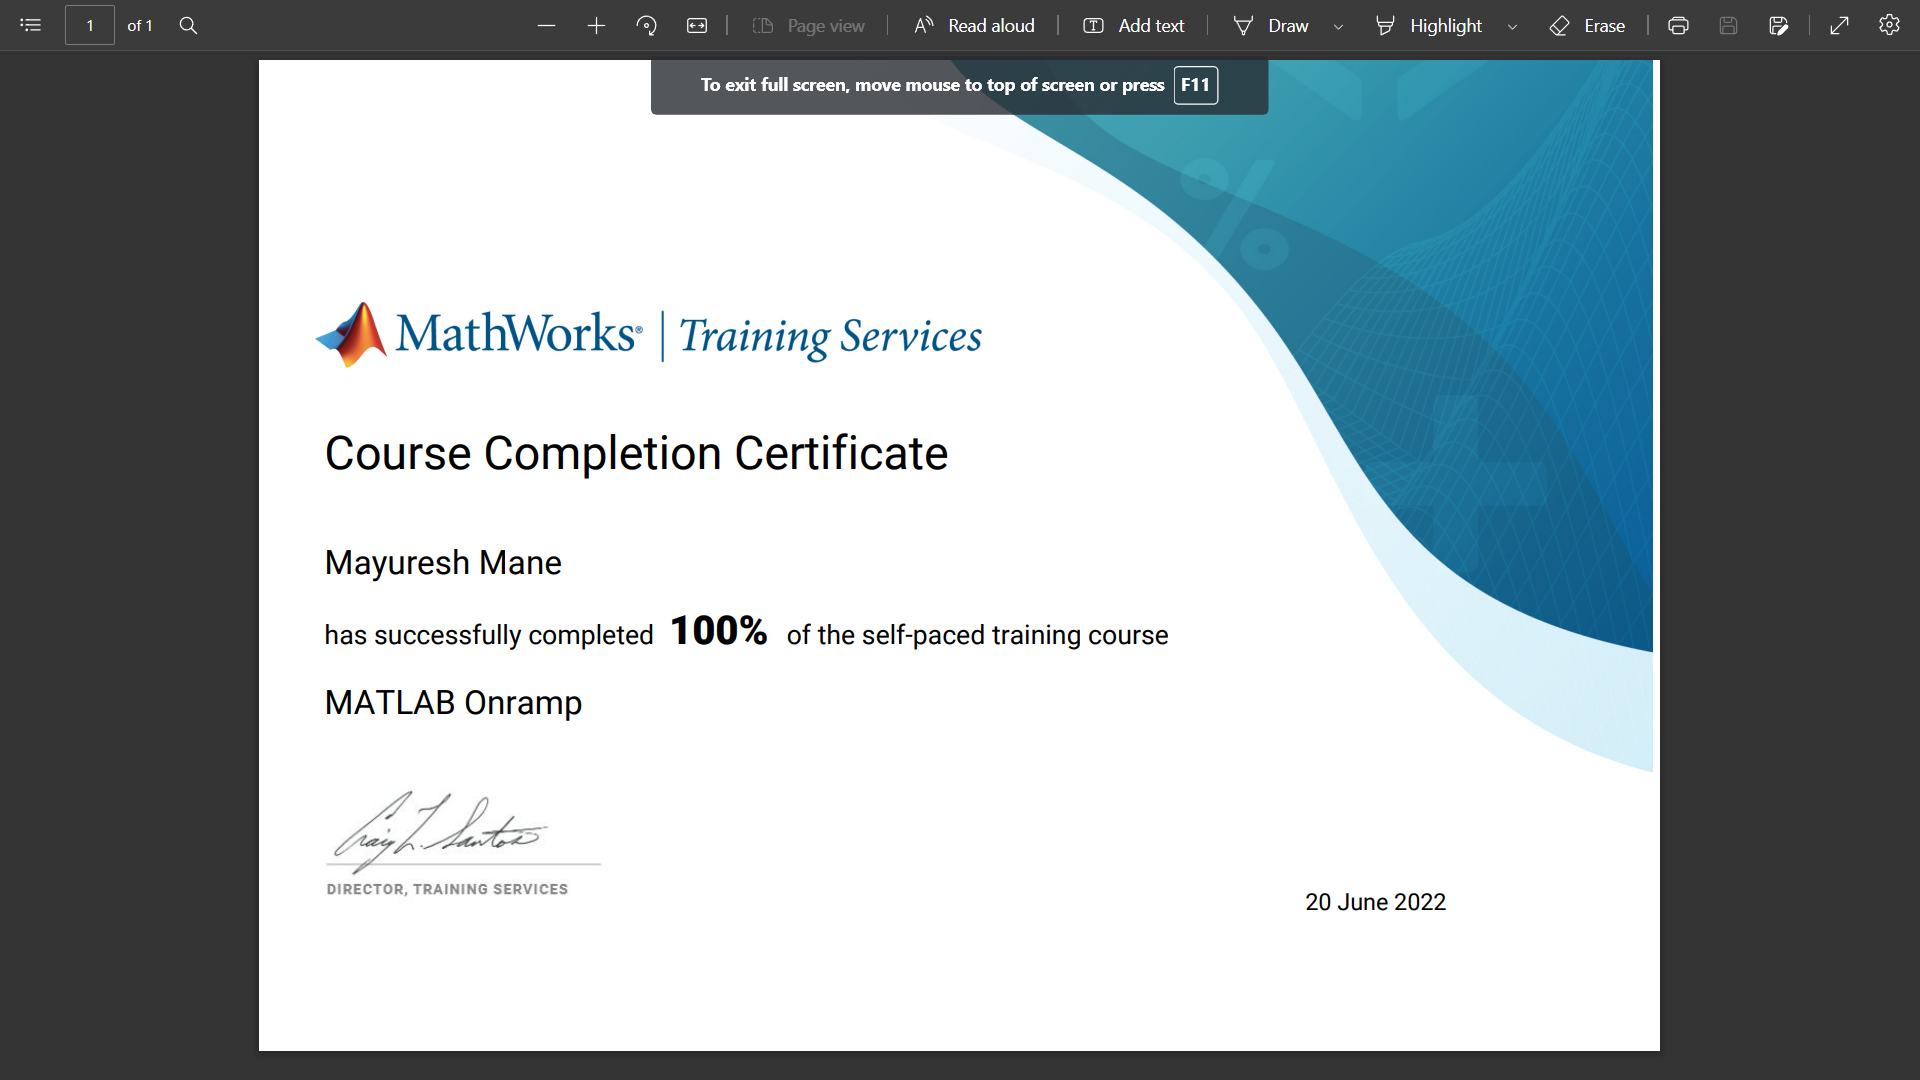 1 of 1 Page view Read aloud Add text Draw Highlight Erase
To exit full screen, move mouse to top of screen or press F11
%
MathWorks® | Training Services
Course Completion Certificate
Mayuresh Mane
has successfully completed 100% of the self-paced training course
MATLAB Onramp
Craig L. Santos
DIRECTOR, TRAINING SERVICES
20 June 2022